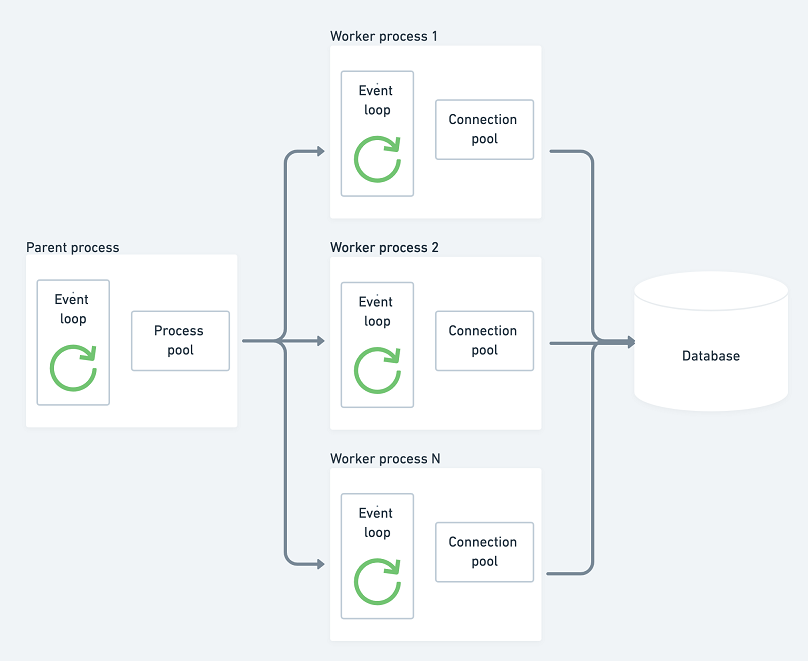 Worker process 1
Event
loop
Connection
pool
Parent process
Event
loop
Process
pool
Worker process 2
Event
loop
Connection
pool
Database
Worker process N
Event
loop
Connection
pool